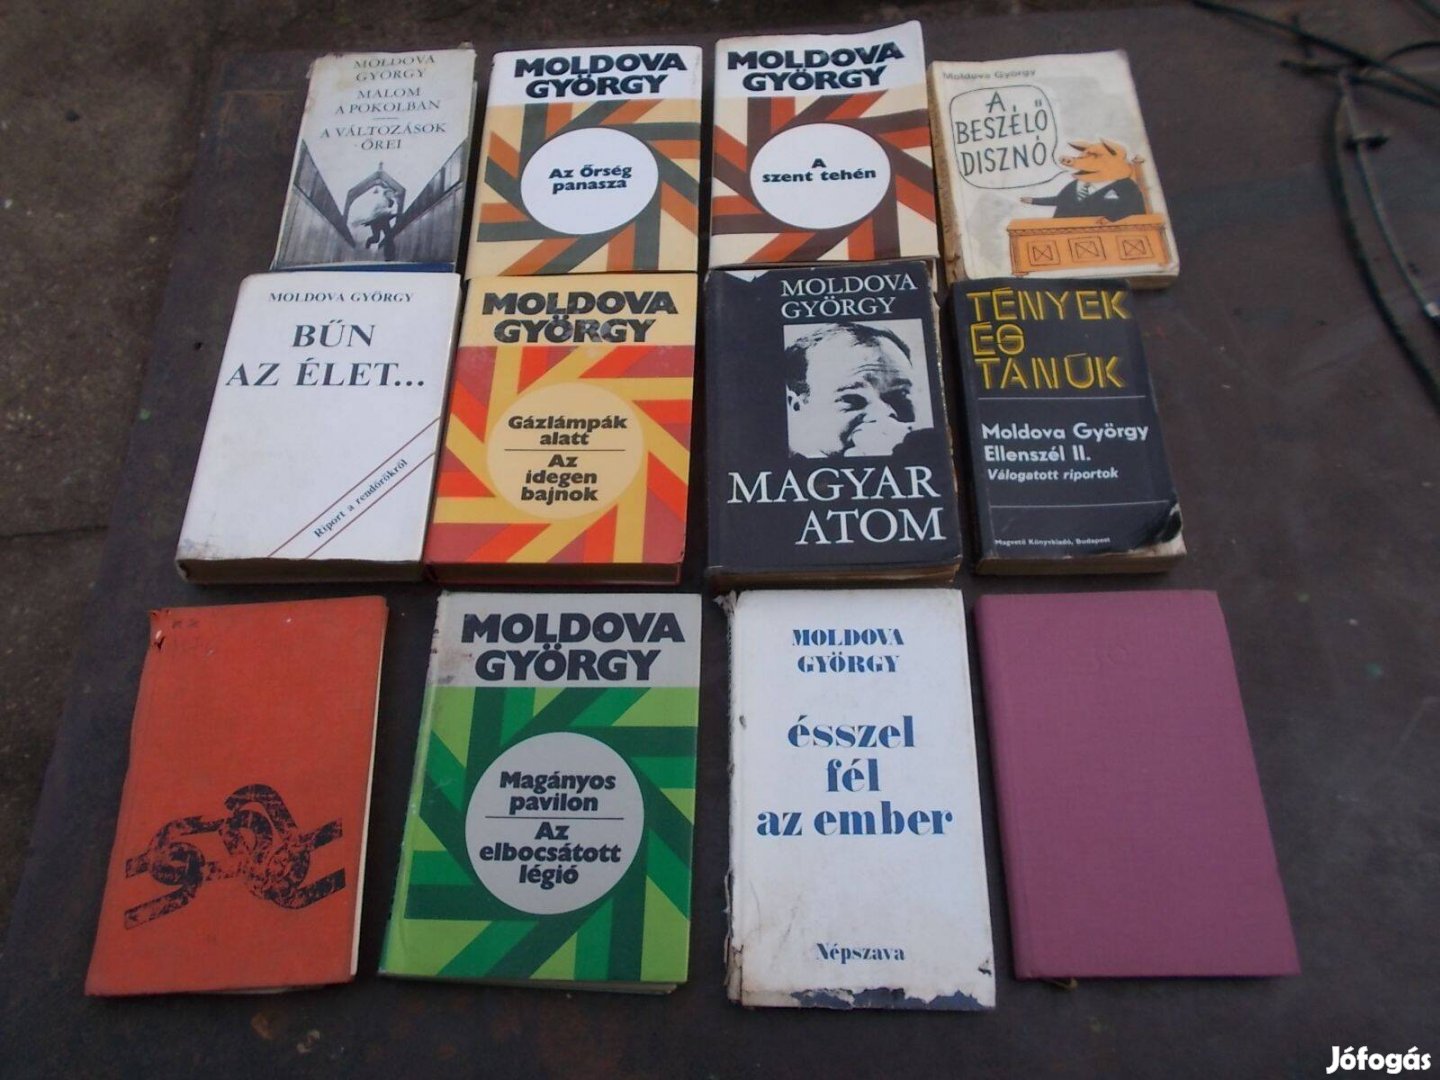 MOLDOVA
GYÖRGY
MALOM
A POKOLBAN
A VÁLTOZÁSOK
ŐREI
MOLDOVA
GYÖRGY
Az Őrség
panasza
MOLDOVA
GYÖRGY
A
szent tehén
Moldova György
A
BESZÉLŐ
DISZNÓ
MOLDOVA GYÖRGY
BŰN
AZ ÉLET...
Riport a rendőrökről
MOLDOVA
GYÖRGY
Gázlámpák
alatt
Az
idegen
bajnok
MOLDOVA
GYÖRGY
MAGYAR
ATOM
TÉNYEK
ÉS
TANÚK
Moldova György
Ellenszél II.
Válogatott riportok
Magvető Könyvkiadó, Budapest
MOLDOVA
GYÖRGY
Magányos
pavilon
Az
elbocsátott
légió
MOLDOVA
GYÖRGY
ésszel
fél
az ember
Népszava
Jófogás